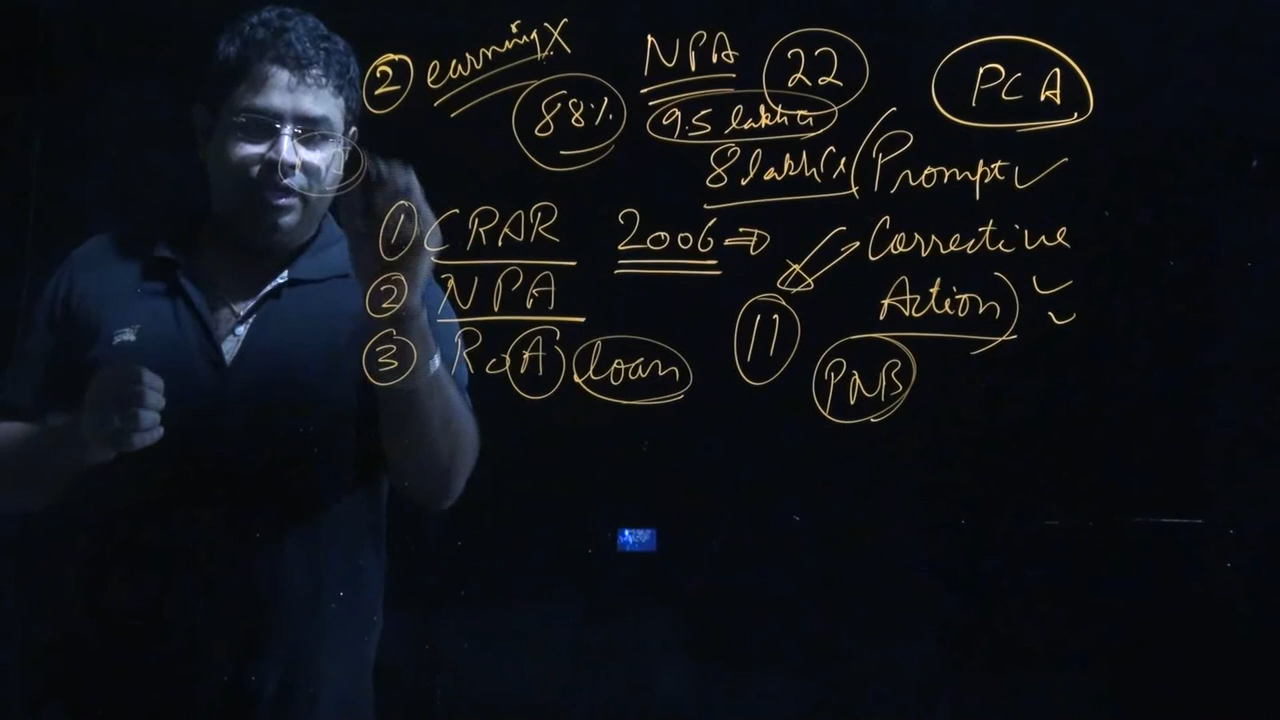 ② earning X NPA 22 PCA
88% 9.5 lakh cr
8 lakh cr (Prompt ✓
① CRAR 2006 ⇒ Corrective
② NPA Action)
③ RoA loan 11 PNB